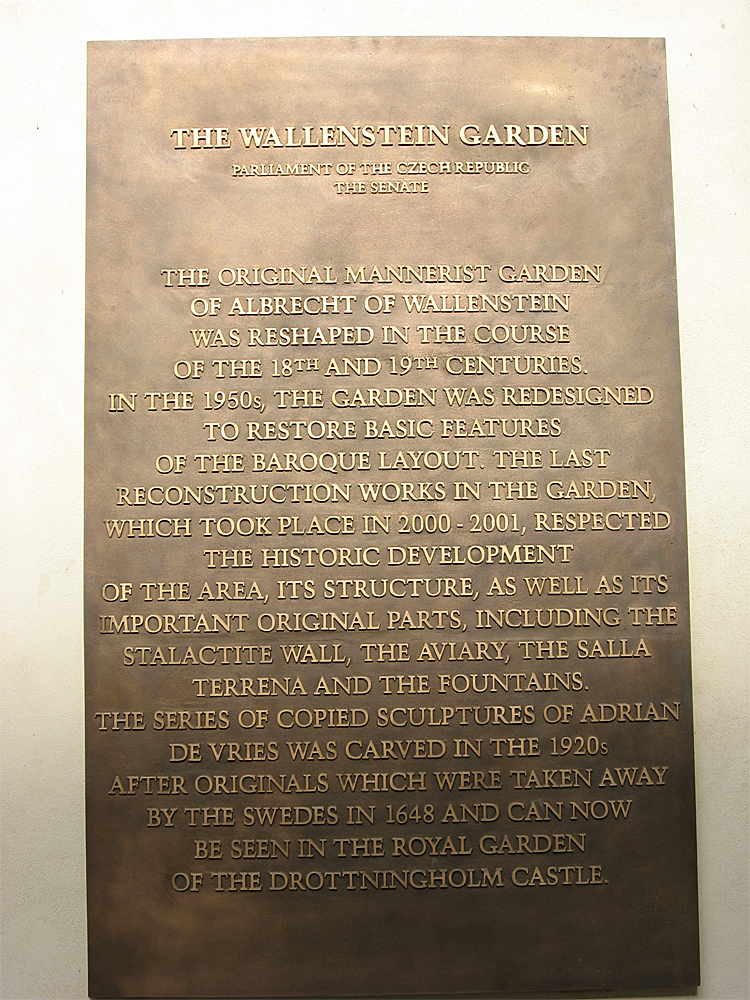 THE WALLENSTEIN GARDEN
PARLIAMENT OF THE CZECH REPUBLIC
THE SENATE
THE ORIGINAL MANNERIST GARDEN
OF ALBRECHT OF WALLENSTEIN
WAS RESHAPED IN THE COURSE
OF THE 18TH AND 19TH CENTURIES.
IN THE 1950s, THE GARDEN WAS REDESIGNED
TO RESTORE BASIC FEATURES
OF THE BAROQUE LAYOUT. THE LAST
RECONSTRUCTION WORKS IN THE GARDEN,
WHICH TOOK PLACE IN 2000 - 2001, RESPECTED
THE HISTORIC DEVELOPMENT
OF THE AREA, ITS STRUCTURE, AS WELL AS ITS
IMPORTANT ORIGINAL PARTS, INCLUDING THE
STALACTITE WALL, THE AVIARY, THE SALLA
TERRENA AND THE FOUNTAINS.
THE SERIES OF COPIED SCULPTURES OF ADRIAN
DE VRIES WAS CARVED IN THE 1920s
AFTER ORIGINALS WHICH WERE TAKEN AWAY
BY THE SWEDES IN 1648 AND CAN NOW
BE SEEN IN THE ROYAL GARDEN
OF THE DROTTNINGHOLM CASTLE.